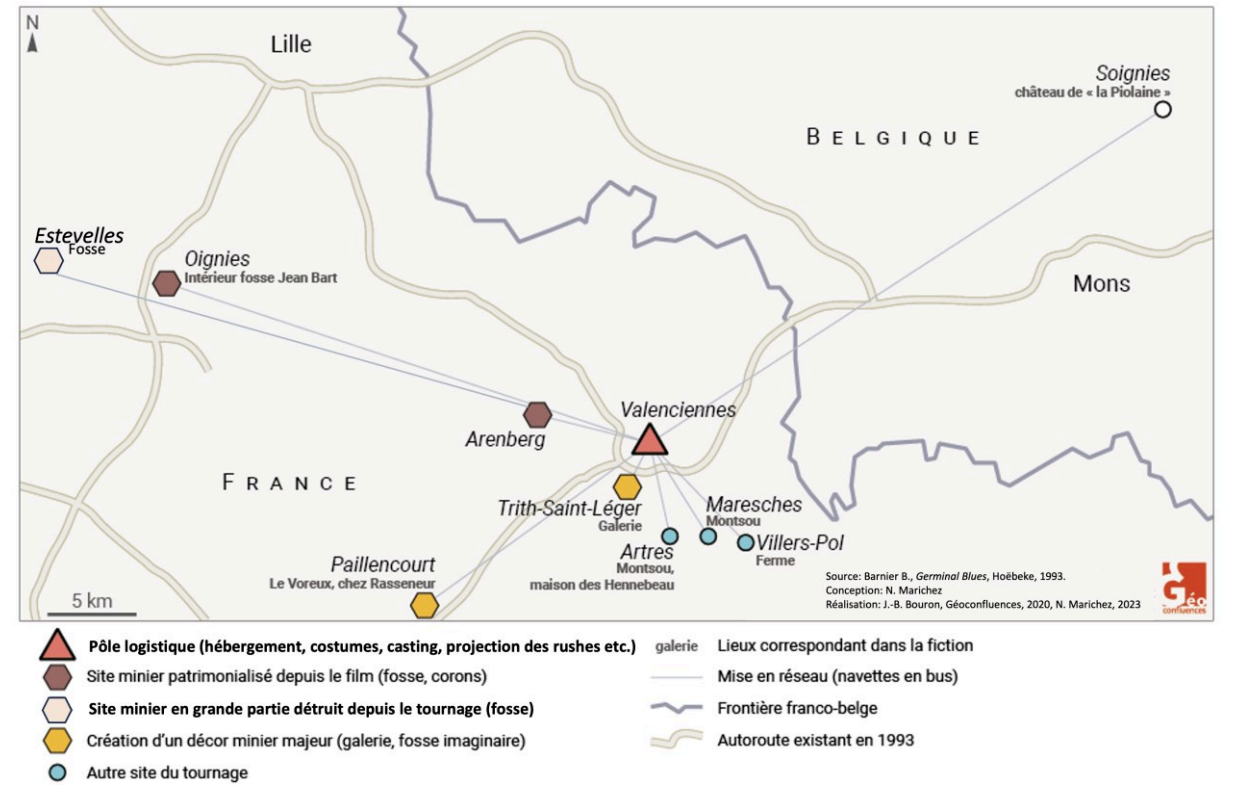 N
Lille
Soignies
château de « la Piolaine »
BELGIQUE
Estevelles
Fosse
Oignies
Intérieur fosse Jean Bart
Mons
Valenciennes
Arenberg
FRANCE
Trith-Saint-Léger
Galerie
Maresches
Montsou
Artres
Montsou,
maison des Hennebeau
Villers-Pol
Ferme
Paillencourt
Le Voreux, chez Rasseneur
5 km
Source: Barnier B., Germinal Blues, Hoëbeke, 1993.
Conception: N. Marichez
Réalisation: J.-B. Bouron, Géoconfluences, 2020, N. Marichez, 2023
Géo
confluences
Pôle logistique (hébergement, costumes, casting, projection des rushes etc.)
Site minier patrimonialisé depuis le film (fosse, corons)
Site minier en grande partie détruit depuis le tournage (fosse)
Création d'un décor minier majeur (galerie, fosse imaginaire)
Autre site du tournage
galerie Lieux correspondant dans la fiction
Mise en réseau (navettes en bus)
Frontière franco-belge
Autoroute existant en 1993